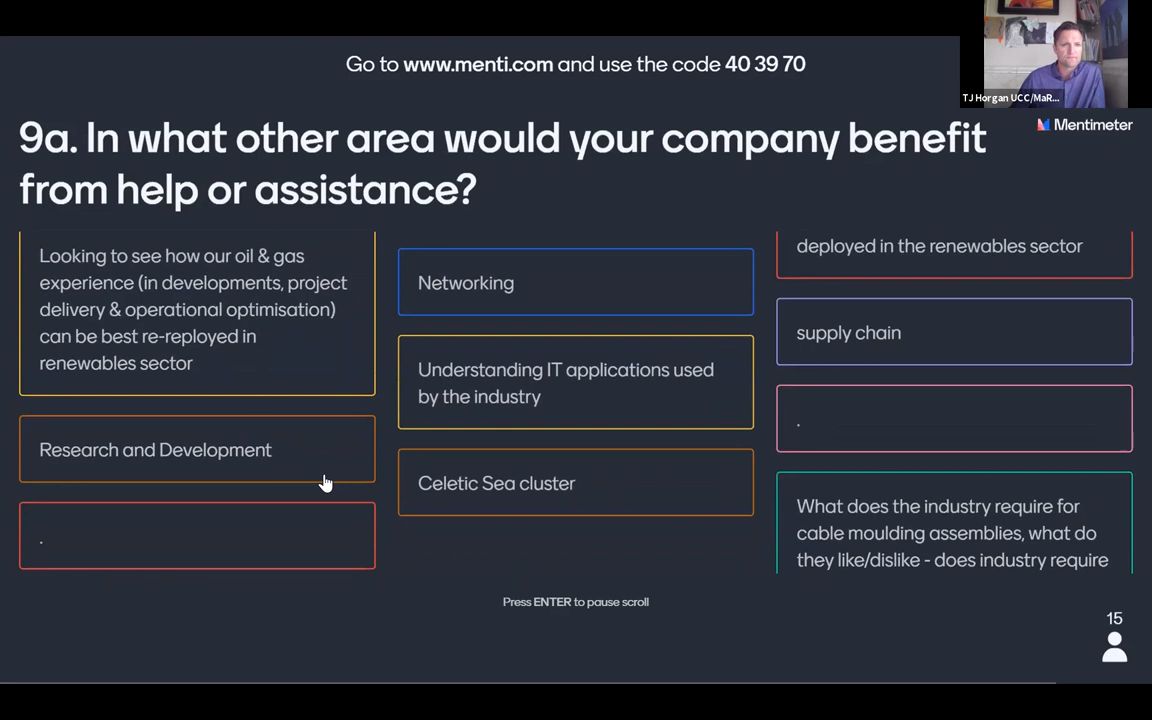 Go to www.menti.com and use the code 40 39 70
TJ Horgan UCC/MaR...
Mentimeter
9a. In what other area would your company benefit
from help or assistance?
Looking to see how our oil & gas
experience (in developments, project
delivery & operational optimisation)
can be best re-reployed in
renewables sector
Research and Development
.
Networking
Understanding IT applications used
by the industry
Celetic Sea cluster
deployed in the renewables sector
supply chain
.
What does the industry require for
cable moulding assemblies, what do
they like/dislike - does industry require
Press ENTER to pause scroll
15